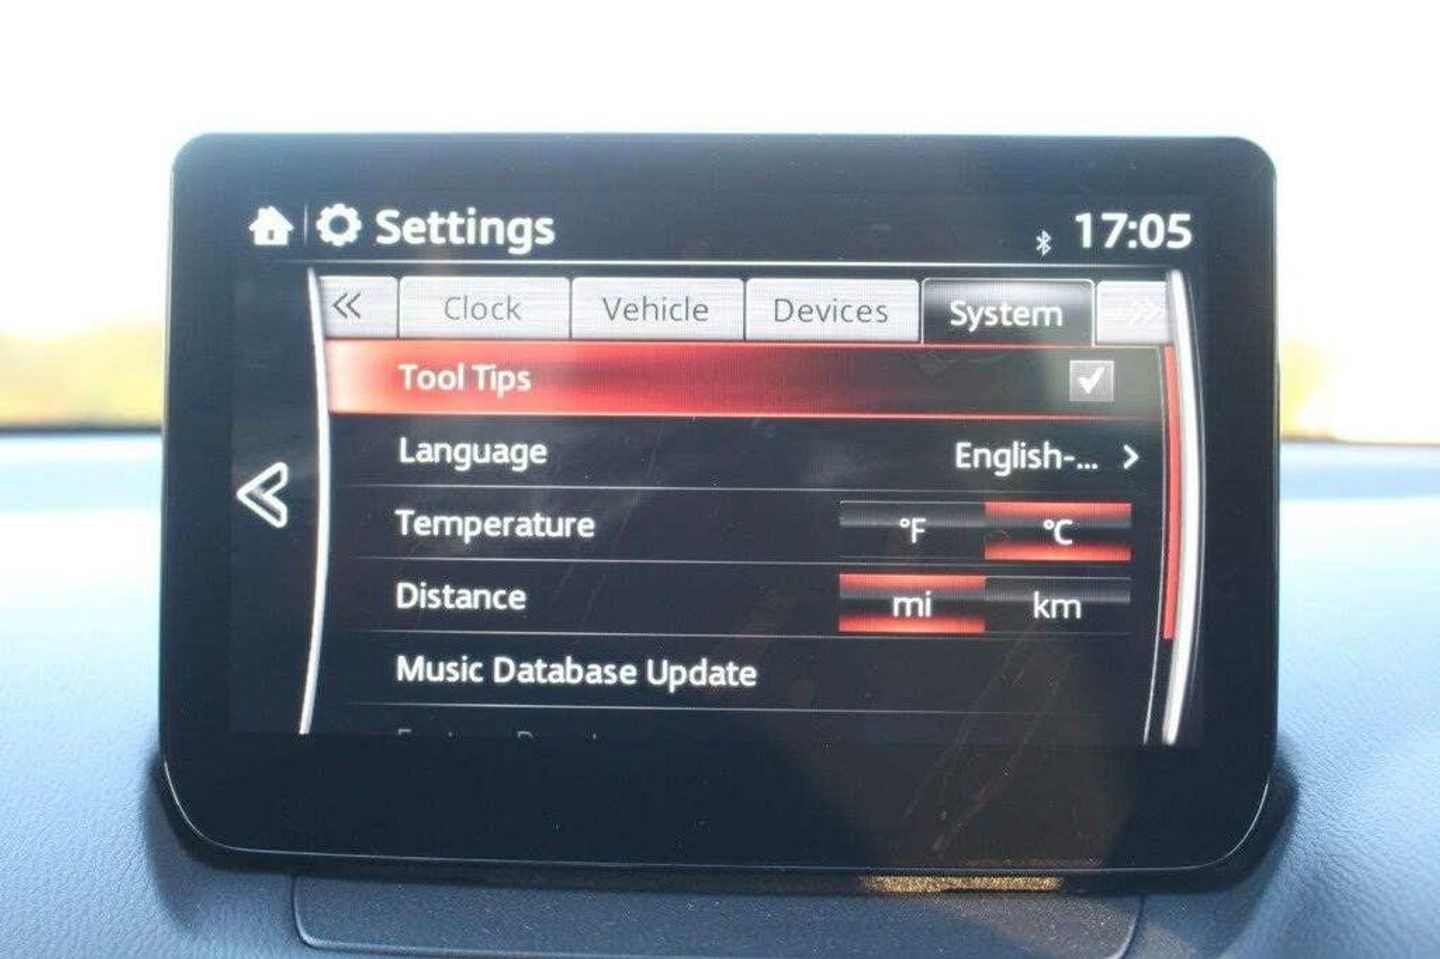 Settings 17:05
« Clock Vehicle Devices System »
Tool Tips
Language English-... >
Temperature °F °C
Distance mi km
Music Database Update